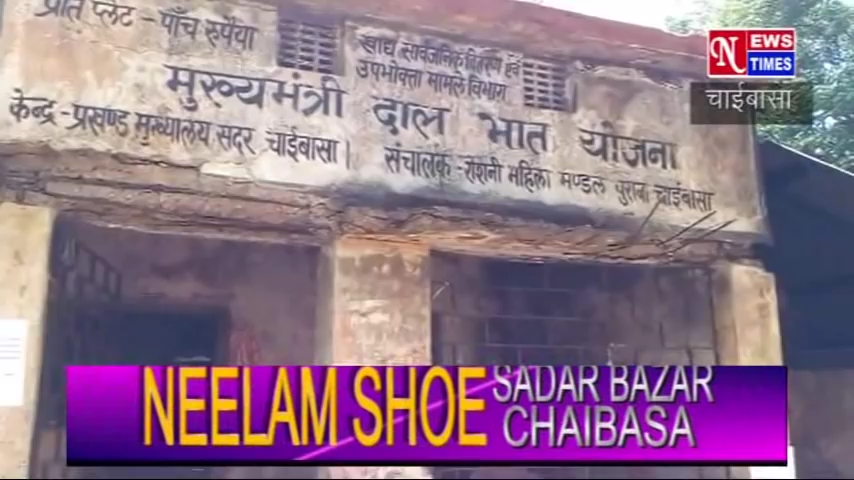 प्रति प्लेट - पाँच रुपैया
खाद्य सार्वजनिक वितरण एवं
उपभोक्ता मामले विभाग
मुख्यमंत्री दाल भात योजना
केन्द्र - प्रखण्ड मुख्यालय सदर चाईबासा।
संचालक - रोशनी महिला मण्डल पुराना चाईबासा
N NEWS
TIMES
चाईबासा
NEELAM SHOE SADAR BAZAR
CHAIBASA